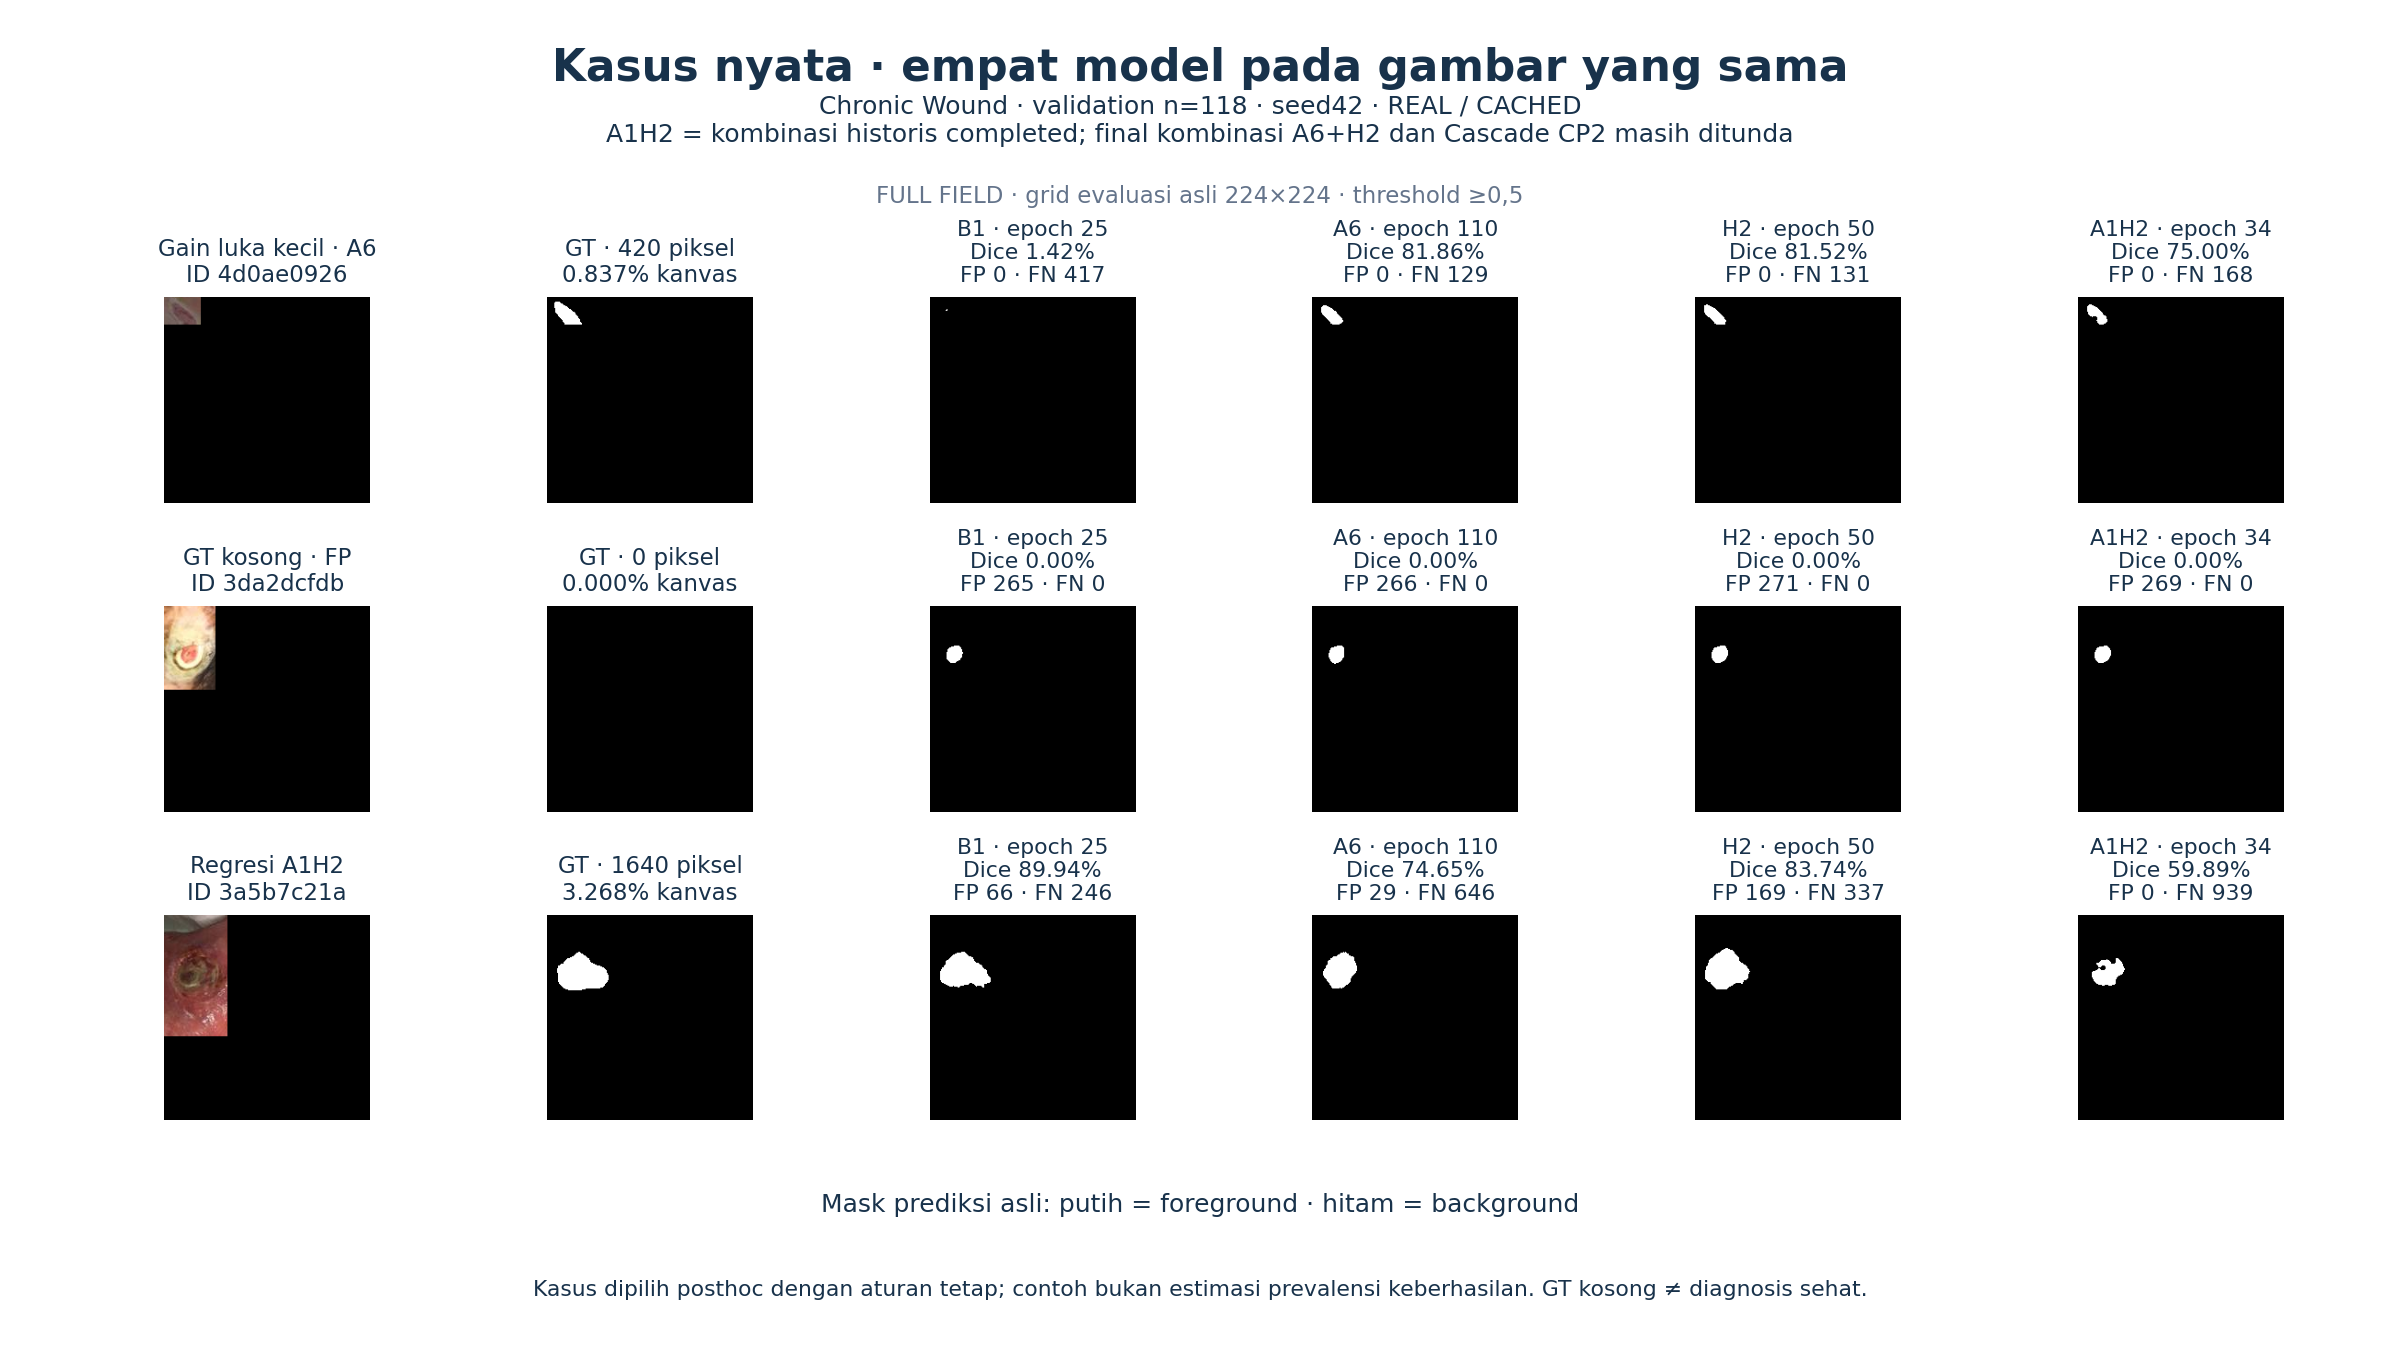 Kasus nyata · empat model pada gambar yang sama
Chronic Wound · validation n=118 · seed42 · REAL / CACHED
A1H2 = kombinasi historis completed; final kombinasi A6+H2 dan Cascade CP2 masih ditunda
FULL FIELD · grid evaluasi asli 224×224 · threshold ≥0,5
Gain luka kecil · A6
ID 4d0ae0926
GT · 420 piksel
0.837% kanvas
B1 · epoch 25
Dice 1.42%
FP 0 · FN 417
A6 · epoch 110
Dice 81.86%
FP 0 · FN 129
H2 · epoch 50
Dice 81.52%
FP 0 · FN 131
A1H2 · epoch 34
Dice 75.00%
FP 0 · FN 168
GT kosong · FP
ID 3da2dcfdb
GT · 0 piksel
0.000% kanvas
B1 · epoch 25
Dice 0.00%
FP 265 · FN 0
A6 · epoch 110
Dice 0.00%
FP 266 · FN 0
H2 · epoch 50
Dice 0.00%
FP 271 · FN 0
A1H2 · epoch 34
Dice 0.00%
FP 269 · FN 0
Regresi A1H2
ID 3a5b7c21a
GT · 1640 piksel
3.268% kanvas
B1 · epoch 25
Dice 89.94%
FP 66 · FN 246
A6 · epoch 110
Dice 74.65%
FP 29 · FN 646
H2 · epoch 50
Dice 83.74%
FP 169 · FN 337
A1H2 · epoch 34
Dice 59.89%
FP 0 · FN 939
Mask prediksi asli: putih = foreground · hitam = background
Kasus dipilih posthoc dengan aturan tetap; contoh bukan estimasi prevalensi keberhasilan. GT kosong ≠ diagnosis sehat.